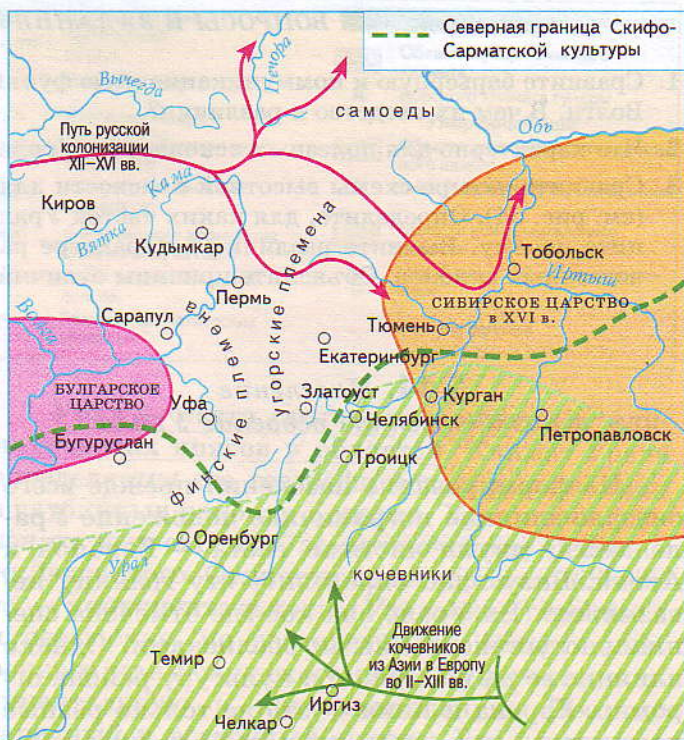 Северная граница Скифо-
Сарматской культуры
Печора
Вычегда
самоеды
Обь
Путь русской
колонизации
XII–XVI вв.
Кама
Киров
Вятка
Кудымкар
Тобольск
Иртыш
Пермь
СИБИРСКОЕ ЦАРСТВО
в XVI в.
Волга
Сарапул
Тюмень
угорские племена
Екатеринбург
финские племена
БУЛГАРСКОЕ
ЦАРСТВО
Уфа
Златоуст
Курган
Челябинск
Петропавловск
Бугуруслан
Троицк
Оренбург
Урал
кочевники
Движение
кочевников
из Азии в Европу
во II–XIII вв.
Темир
Иргиз
Челкар